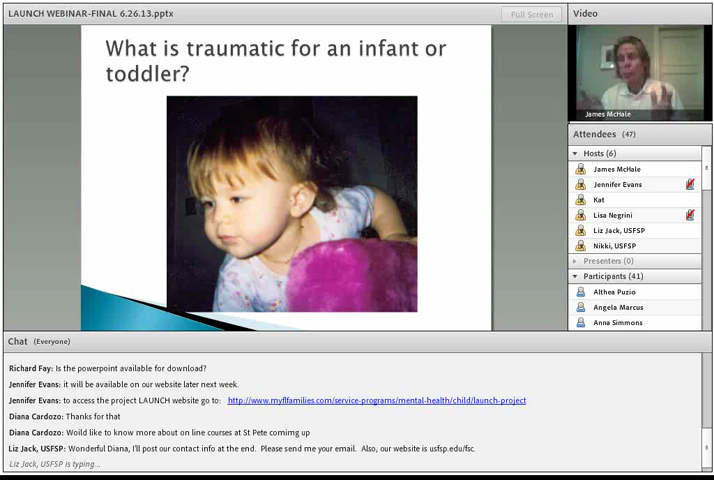 LAUNCH WEBINAR-FINAL 6.26.13.pptx
Full Screen
What is traumatic for an infant or
toddler?
Video
James McHale
Attendees (47)
Hosts (6)
James McHale
Jennifer Evans
Kat
Lisa Negrini
Liz Jack, USFSP
Nikki, USFSP
Presenters (0)
Participants (41)
Althea Puzio
Angela Marcus
Anna Simmons
Chat (Everyone)
Richard Fay: Is the powerpoint available for download?
Jennifer Evans: it will be available on our website later next week.
Jennifer Evans: to access the project LAUNCH website go to: http://www.myflfamilies.com/service-programs/mental-health/child/launch-project
Diana Cardozo: Thanks for that
Diana Cardozo: Woild like to know more about on line courses at St Pete comimg up
Liz Jack, USFSP: Wonderful Diana, I'll post our contact info at the end. Please send me your email. Also, our website is usfsp.edu/fsc.
Liz Jack, USFSP is typing...